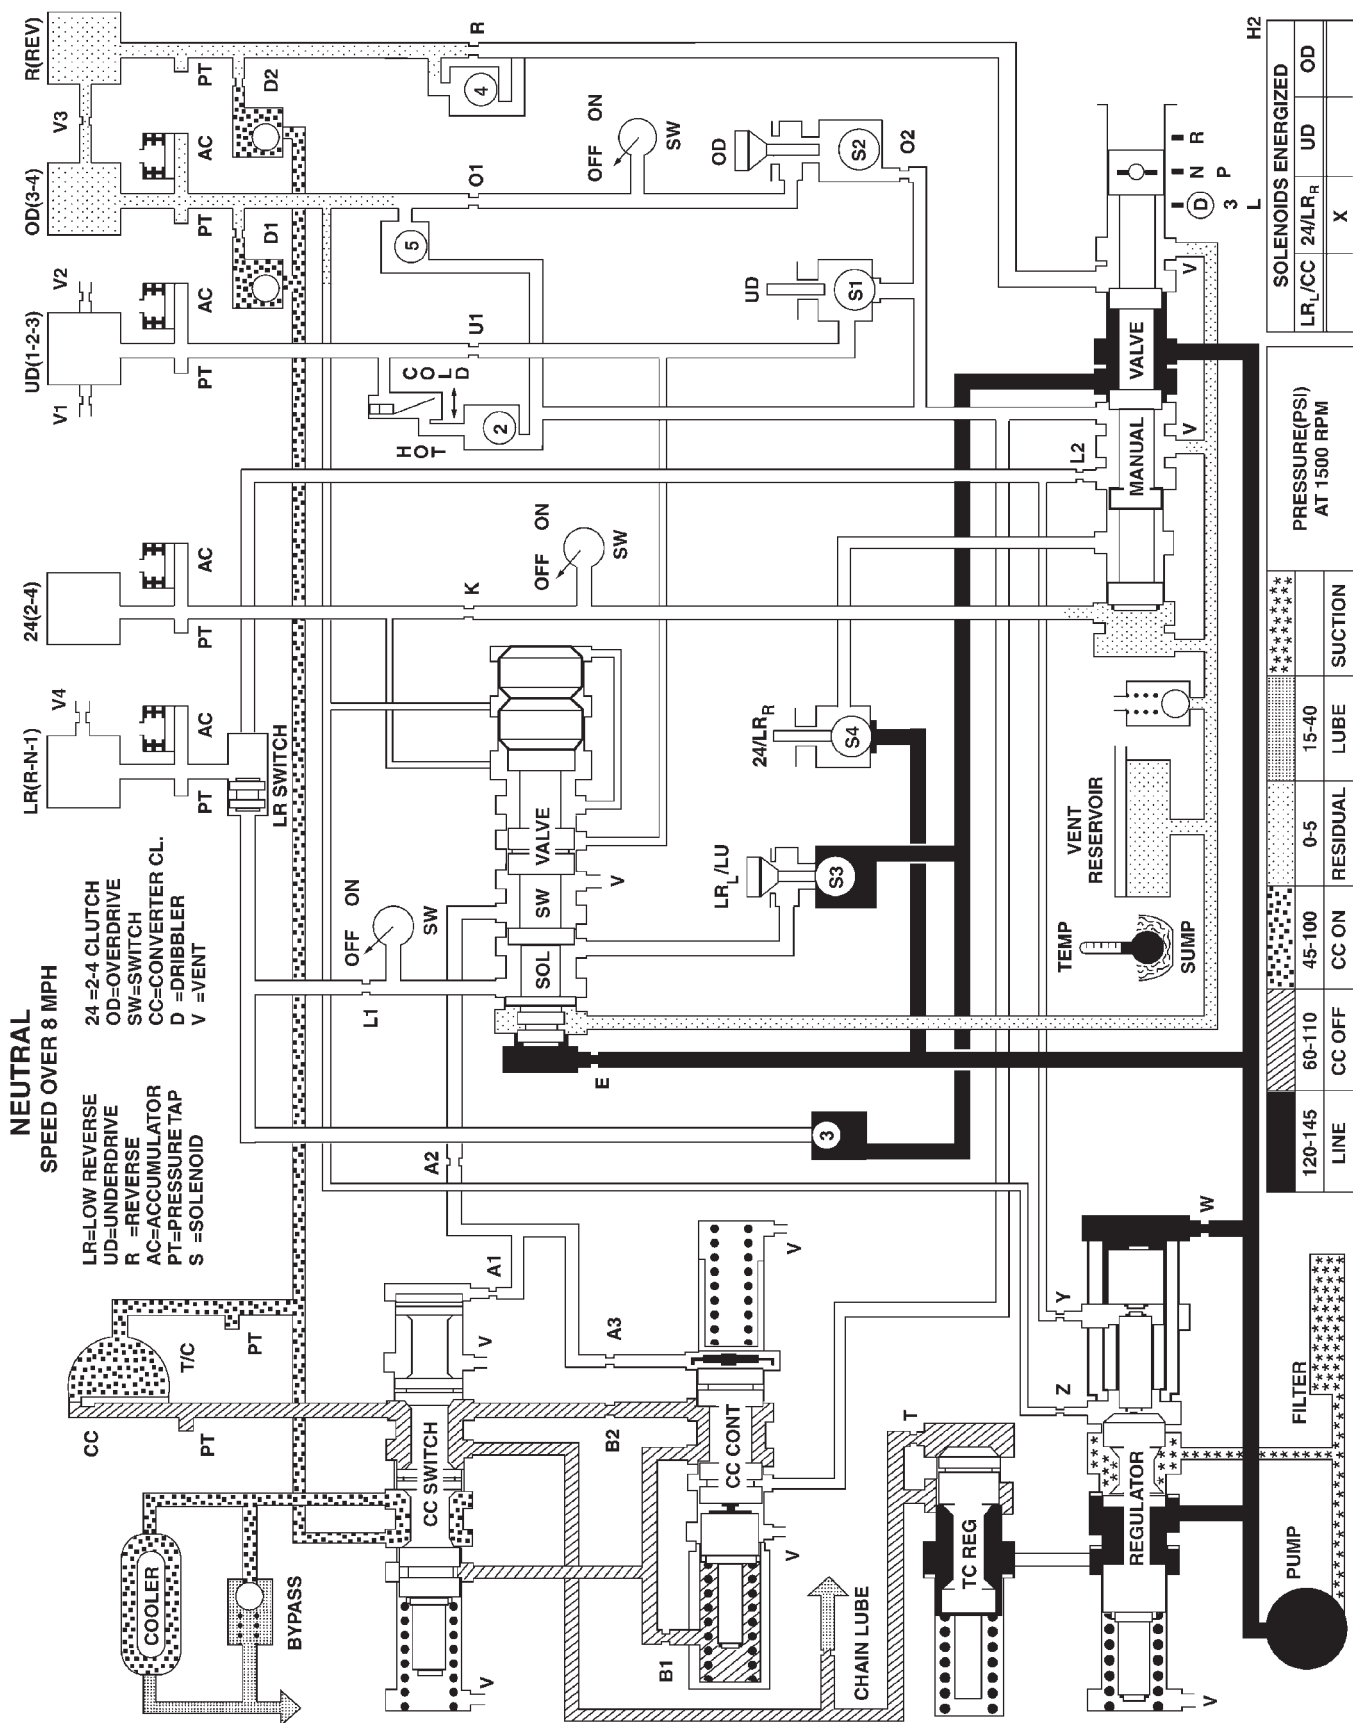 NEUTRAL
SPEED OVER 8 MPH
LR=LOW REVERSE
UD=UNDERDRIVE
R =REVERSE
AC=ACCUMULATOR
PT=PRESSURE TAP
S =SOLENOID
24 =2-4 CLUTCH
OD=OVERDRIVE
SW=SWITCH
CC=CONVERTER CL.
D =DRIBBLER
V =VENT
LR(R-N-1)
V4
24(2-4)
UD(1-2-3)
V1
V2
OD(3-4)
V3
R(REV)
PT
AC
PT
AC
PT
AC
PT
AC
PT
D1
D2
LR SWITCH
COOLER
BYPASS
CC
PT
T/C
PT
CC SWITCH
V
V
A1
A2
A3
B1
B2
CC CONT
V
V
L1
OFF
ON
SW
SOL
SW
VALVE
V
E
K
OFF
ON
SW
HOT
COLD
2
U1
5
O1
4
R
OFF
ON
SW
3
LR_L/LU
S3
24/LR_R
S4
UD
S1
OD
S2
O2
CHAIN LUBE
T
TC REG
Z
Y
W
REGULATOR
V
FILTER
PUMP
TEMP
SUMP
VENT
RESERVOIR
L2
MANUAL
VALVE
V
V
D
N
R
3
P
L
120-145
60-110
45-100
0-5
15-40
LINE
CC OFF
CC ON
RESIDUAL
LUBE
SUCTION
PRESSURE(PSI)
AT 1500 RPM
SOLENOIDS ENERGIZED
LR_L/CC
24/LR_R
UD
OD
X
H2